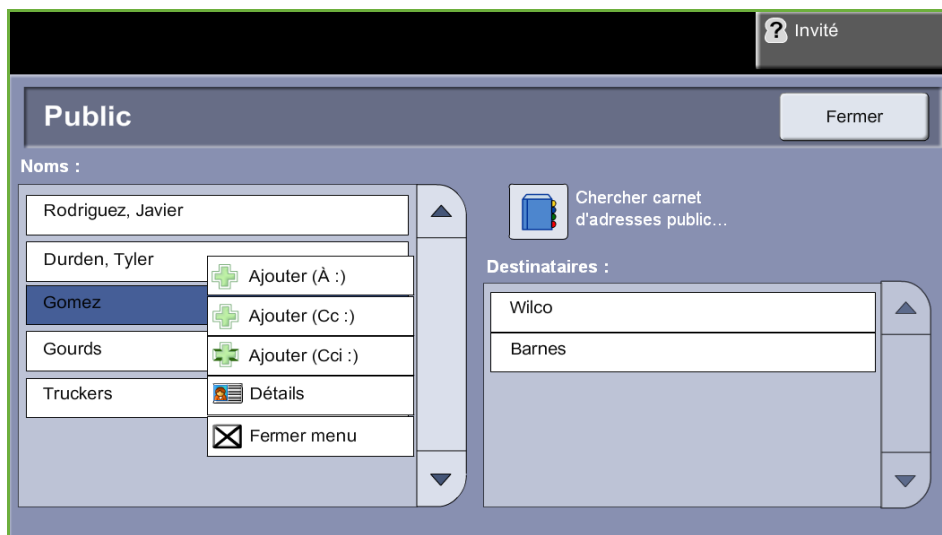 Invité
Public
Fermer
Noms :
Rodriguez, Javier
Durden, Tyler
Gomez
Gourds
Truckers
Ajouter (À :)
Ajouter (Cc :)
Ajouter (Cci :)
Détails
Fermer menu
Chercher carnet
d'adresses public...
Destinataires :
Wilco
Barnes